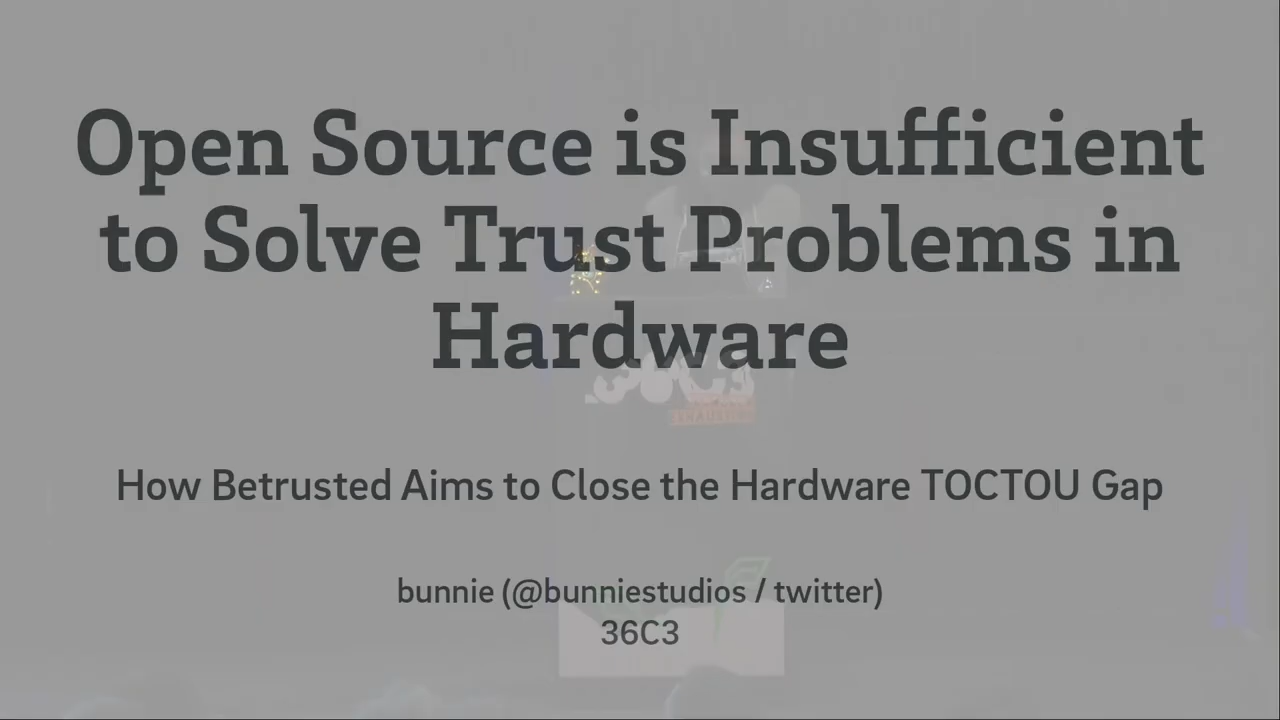 Open Source is Insufficient
to Solve Trust Problems in
Hardware
How Betrusted Aims to Close the Hardware TOCTOU Gap
bunnie (@bunniestudios / twitter)
36C3
36C3